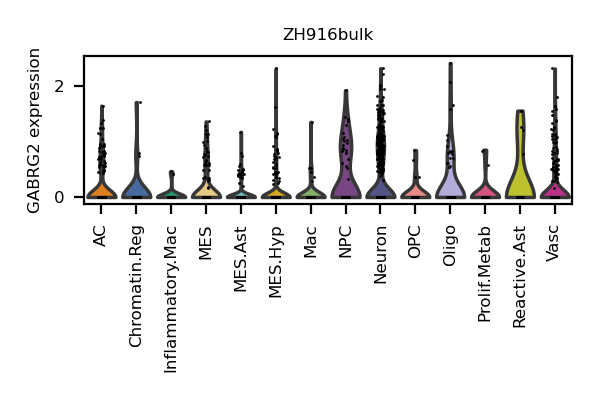 ZH916bulk
GABRG2 expression
2
0
AC
Chromatin.Reg
Inflammatory.Mac
MES
MES.Ast
MES.Hyp
Mac
NPC
Neuron
OPC
Oligo
Prolif.Metab
Reactive.Ast
Vasc